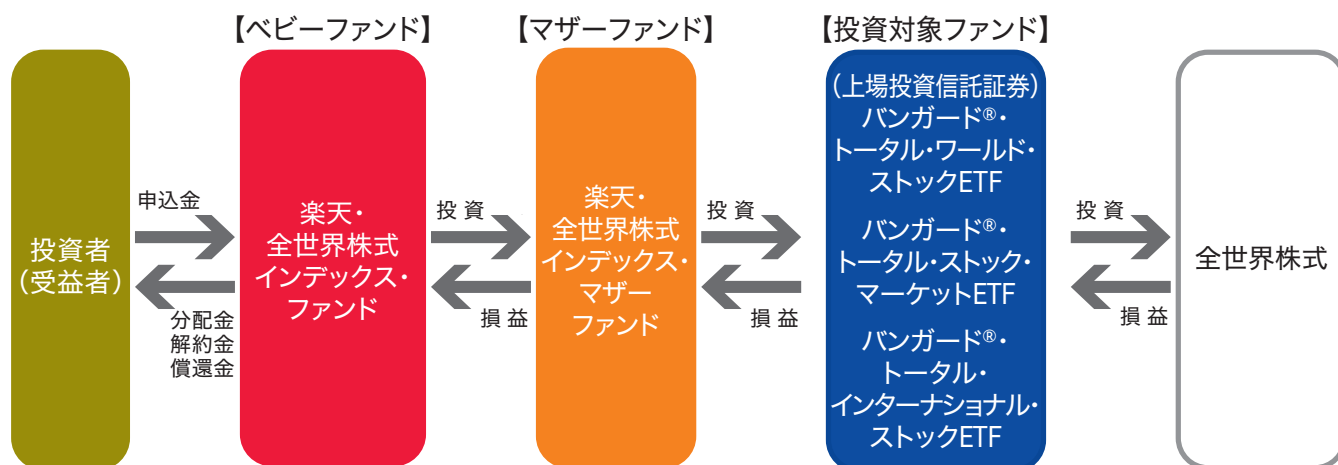 【ベビーファンド】
【マザーファンド】
【投資対象ファンド】
投資者
（受益者）
申込金
分配金
解約金
償還金
楽天・
全世界株式
インデックス・
ファンド
投資
損益
楽天・
全世界株式
インデックス・
マザー
ファンド
投資
損益
（上場投資信託証券）
バンガード®・
トータル・ワールド・
ストックETF
バンガード®・
トータル・ストック・
マーケットETF
バンガード®・
トータル・
インターナショナル・
ストックETF
投資
損益
全世界株式